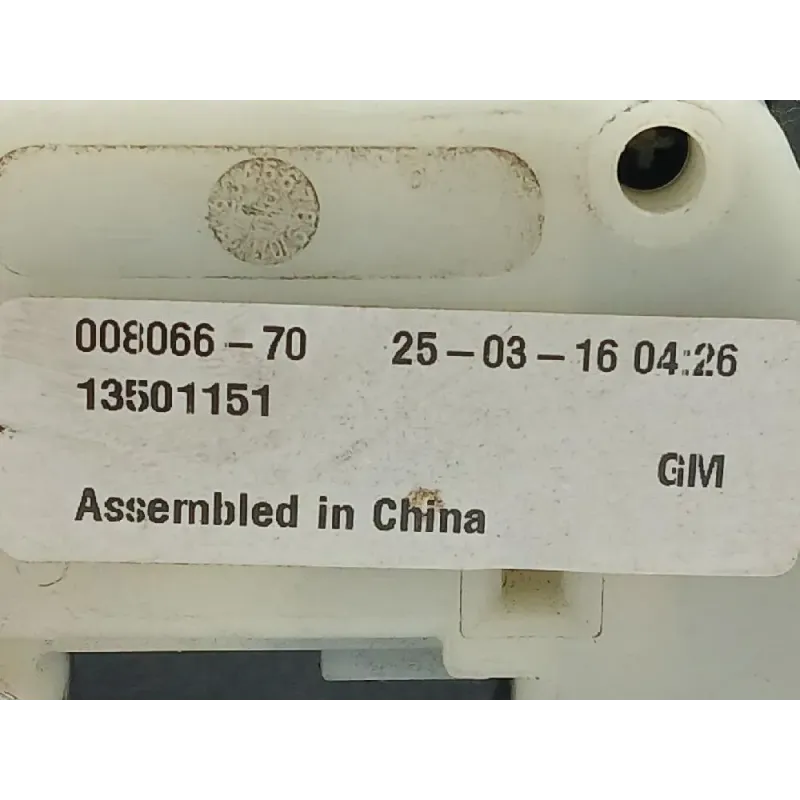 008066-70 25-03-16 04:26
13501151
GM
Assembled in China